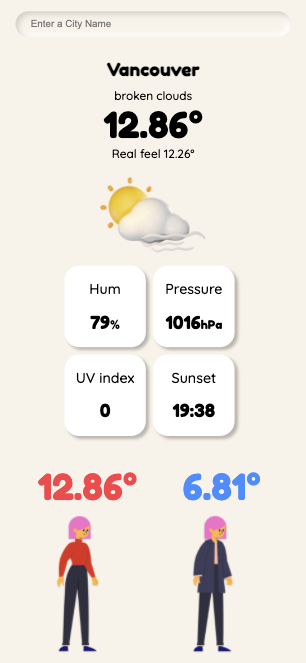 Enter a City Name
Vancouver
broken clouds
12.86°
Real feel 12.26°
Hum
Pressure
79%
1016hPa
UV index
Sunset
0
19:38
12.86°
6.81°